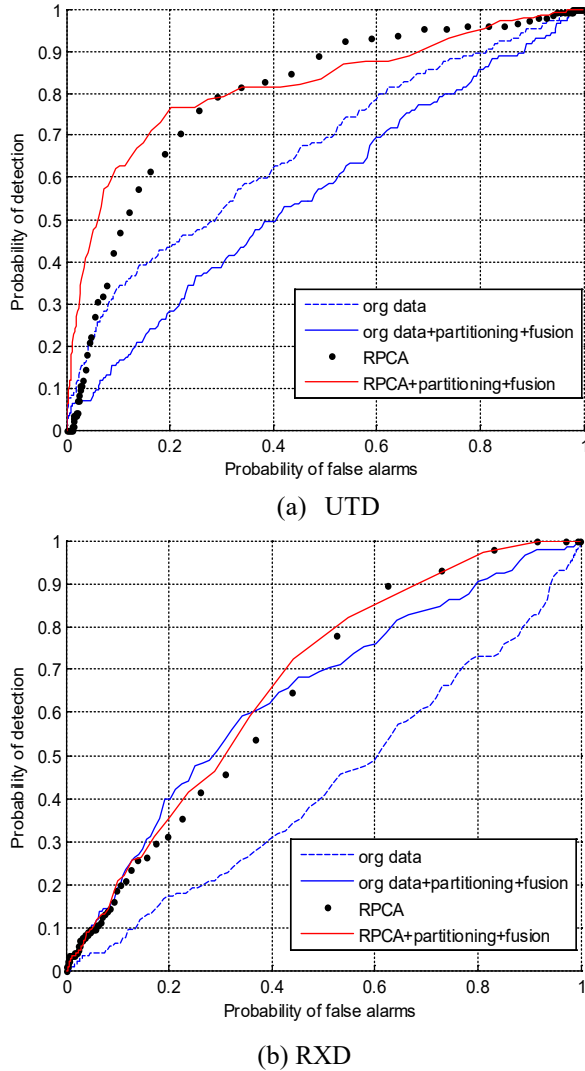 1
0.9
0.8
0.7
0.6
0.5
0.4
0.3
0.2
0.1
0
Probability of detection
org data
org data+partitioning+fusion
RPCA
RPCA+partitioning+fusion
0 0.2 0.4 0.6 0.8 1
Probability of false alarms
(a) UTD
1
0.9
0.8
0.7
0.6
0.5
0.4
0.3
0.2
0.1
0
Probability of detection
org data
org data+partitioning+fusion
RPCA
RPCA+partitioning+fusion
0 0.2 0.4 0.6 0.8 1
Probability of false alarms
(b) RXD